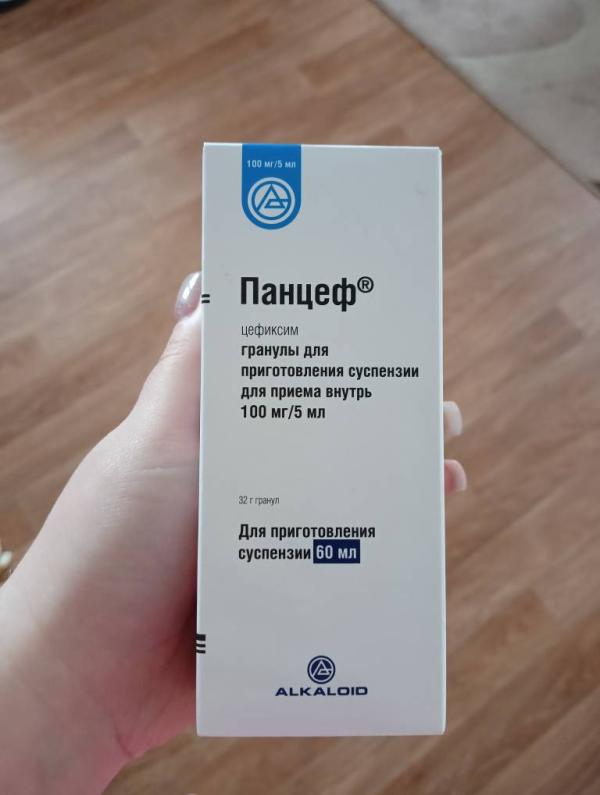 100 мг/5 мл
Панцеф®
цефиксим
гранулы для
приготовления суспензии
для приема внутрь
100 мг/5 мл
32 г гранул
Для приготовления
суспензии 60 мл
ALKALOID